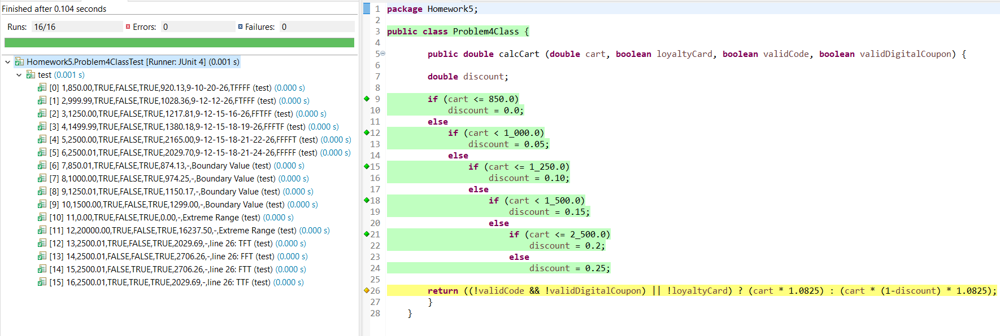 Finished after 0.104 seconds
Runs: 16/16 Errors: 0 Failures: 0
Homework5.Problem4ClassTest [Runner: JUnit 4] (0.001 s)
test (0.001 s)
[0] 1,850.00,TRUE,FALSE,TRUE,920.13,9-10-20-26,TFFFF (test) (0.000 s)
[1] 2,999.99,TRUE,FALSE,TRUE,1028.36,9-12-12-26,FTFFF (test) (0.000 s)
[2] 3,1250.00,TRUE,FALSE,TRUE,1217.81,9-12-15-16-26,FFTFF (test) (0.000 s)
[3] 4,1499.99,TRUE,FALSE,TRUE,1380.18,9-12-15-18-19-26,FFFTF (test) (0.000 s)
[4] 5,2500.00,TRUE,FALSE,TRUE,2165.00,9-12-15-18-21-22-26,FFFFT (test) (0.000 s)
[5] 6,2500.01,TRUE,FALSE,TRUE,2029.70,9-12-15-18-21-24-26,FFFFF (test) (0.000 s)
[6] 7,850.01,TRUE,FALSE,TRUE,874.13,-,Boundary Value (test) (0.000 s)
[7] 8,1000.00,TRUE,FALSE,TRUE,974.25,-,Boundary Value (test) (0.000 s)
[8] 9,1250.01,TRUE,FALSE,TRUE,1150.17,-,Boundary Value (test) (0.000 s)
[9] 10,1500.00,TRUE,FALSE,TRUE,1299.00,-,Boundary Value (test) (0.000 s)
[10] 11,0.00,TRUE,FALSE,TRUE,0.00,-,Extreme Range (test) (0.000 s)
[11] 12,20000.00,TRUE,FALSE,TRUE,16237.50,-,Extreme Range (test) (0.000 s)
[12] 13,2500.01,TRUE,FALSE,TRUE,2029.69,-,line 26: TFT (test) (0.000 s)
[13] 14,2500.01,FALSE,FALSE,TRUE,2706.26,-,line 26: FFT (test) (0.000 s)
[14] 15,2500.01,FALSE,TRUE,TRUE,2706.26,-,line 26: FTT (test) (0.000 s)
[15] 16,2500.01,TRUE,TRUE,TRUE,2029.69,-,line 26: TTF (test) (0.000 s)
1 package Homework5;
2
3 public class Problem4Class {
4
5 public double calcCart (double cart, boolean loyaltyCard, boolean validCode, boolean validDigitalCoupon) {
6
7 double discount;
8
9 if (cart <= 850.0)
10 discount = 0.0;
11 else
12 if (cart < 1_000.0)
13 discount = 0.05;
14 else
15 if (cart <= 1_250.0)
16 discount = 0.10;
17 else
18 if (cart < 1_500.0)
19 discount = 0.15;
20 else
21 if (cart <= 2_500.0)
22 discount = 0.2;
23 else
24 discount = 0.25;
25
26 return ((!validCode && !validDigitalCoupon) || !loyaltyCard) ? (cart * 1.0825) : (cart * (1-discount) * 1.0825);
27 }
28 }